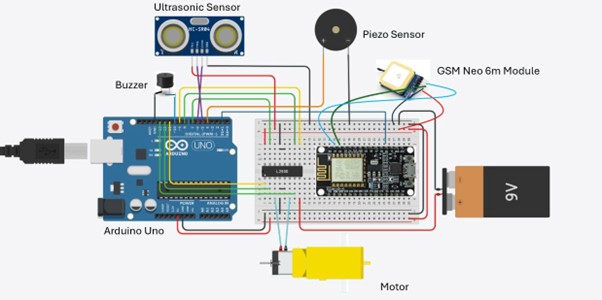 Ultrasonic Sensor
HC-SR04
Piezo Sensor
GSM Neo 6m Module
Buzzer
UNO
ARDUINO
L293D
9V
Arduino Uno
Motor